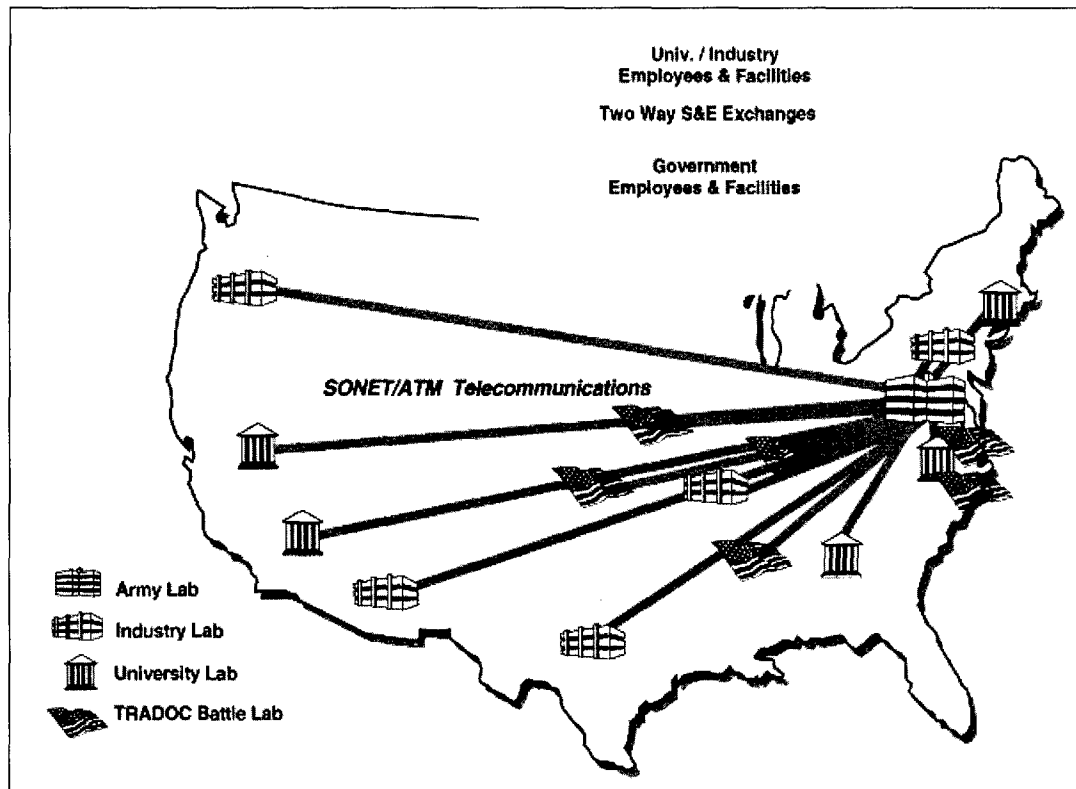 Univ. / Industry
Employees & Facilities
Two Way S&E Exchanges
Government
Employees & Facilities
SONET/ATM Telecommunications
Army Lab
Industry Lab
University Lab
TRADOC Battle Lab